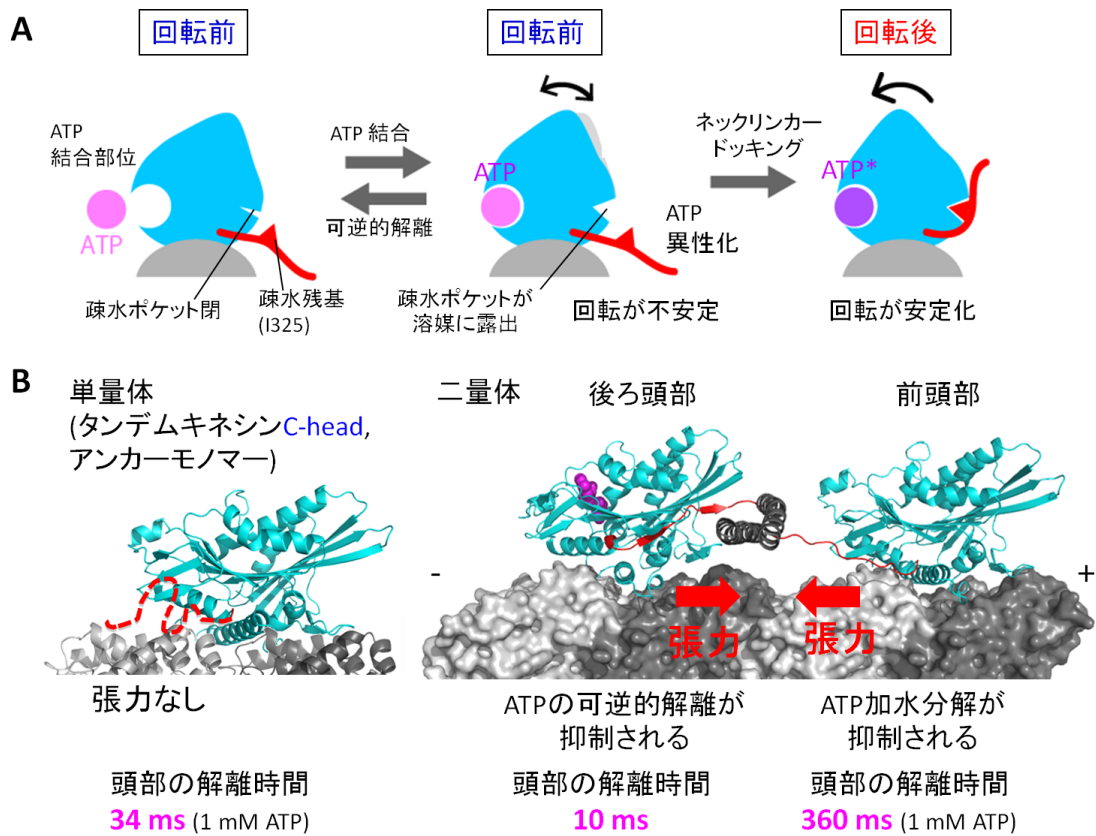 A
回転前
回転前
回転後
ATP
結合部位
ATP
ATP 結合
可逆的解離
ATP
ネックリンカー
ドッキング
ATP
異性化
ATP*
疎水ポケット閉
疎水残基
(I325)
疎水ポケットが
溶媒に露出
回転が不安定
回転が安定化
B
単量体
(タンデムキネシンC-head,
アンカーモノマー)
二量体
後ろ頭部
前頭部
-
+
張力
張力
張力なし
ATPの可逆的解離が
抑制される
ATP加水分解が
抑制される
頭部の解離時間
34 ms (1 mM ATP)
頭部の解離時間
10 ms
頭部の解離時間
360 ms (1 mM ATP)